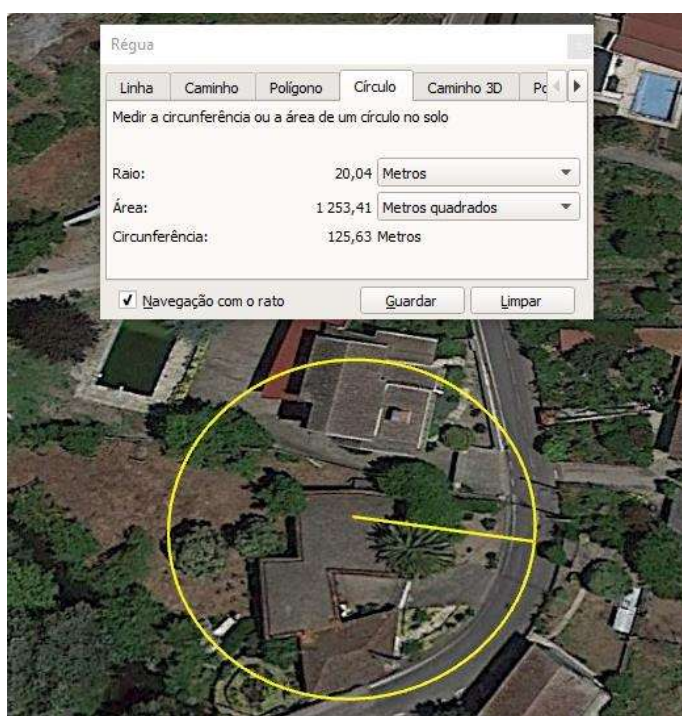 Régua
Linha Caminho Polígono Círculo Caminho 3D
Medir a circunferência ou a área de um círculo no solo
Raio: 20,04 Metros
Área: 1 253,41 Metros quadrados
Circunferência: 125,63 Metros
Navegação com o rato Guardar Limpar